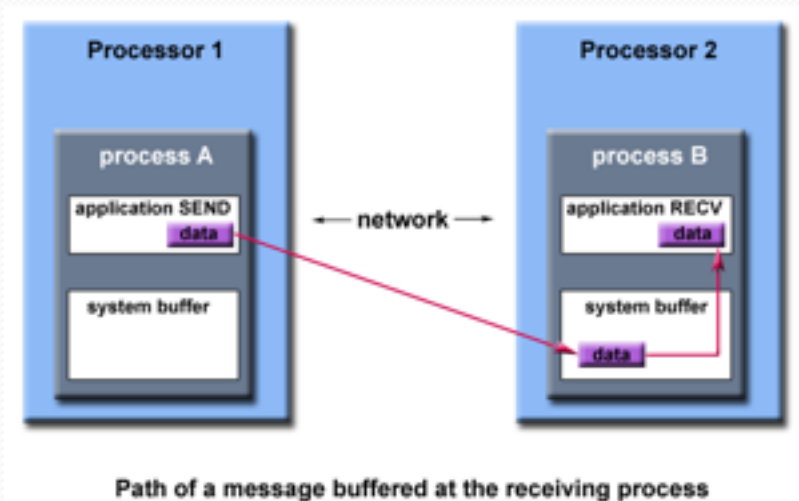 Processor 1
process A
application SEND
data
system buffer
network
Processor 2
process B
application RECV
data
system buffer
data
Path of a message buffered at the receiving process